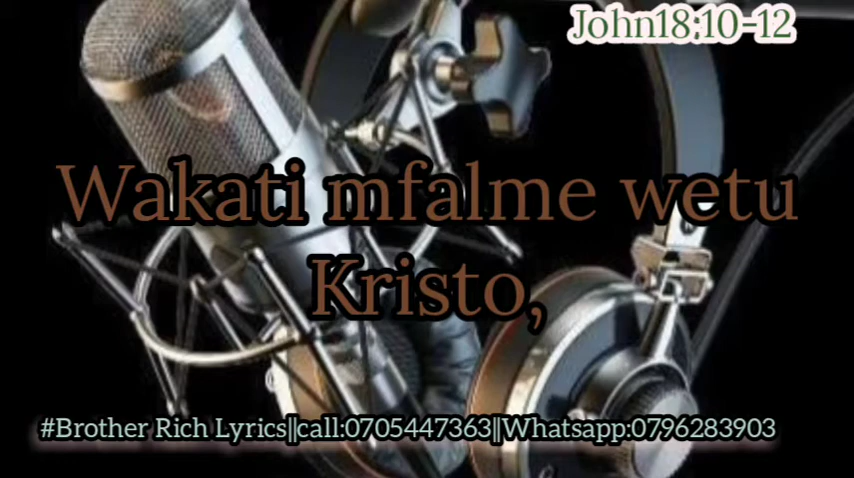 John18:10-12
Wakati mfalme wetu
Kristo,
#Brother Rich Lyrics||call:0705447363||Whatsapp:0796283903